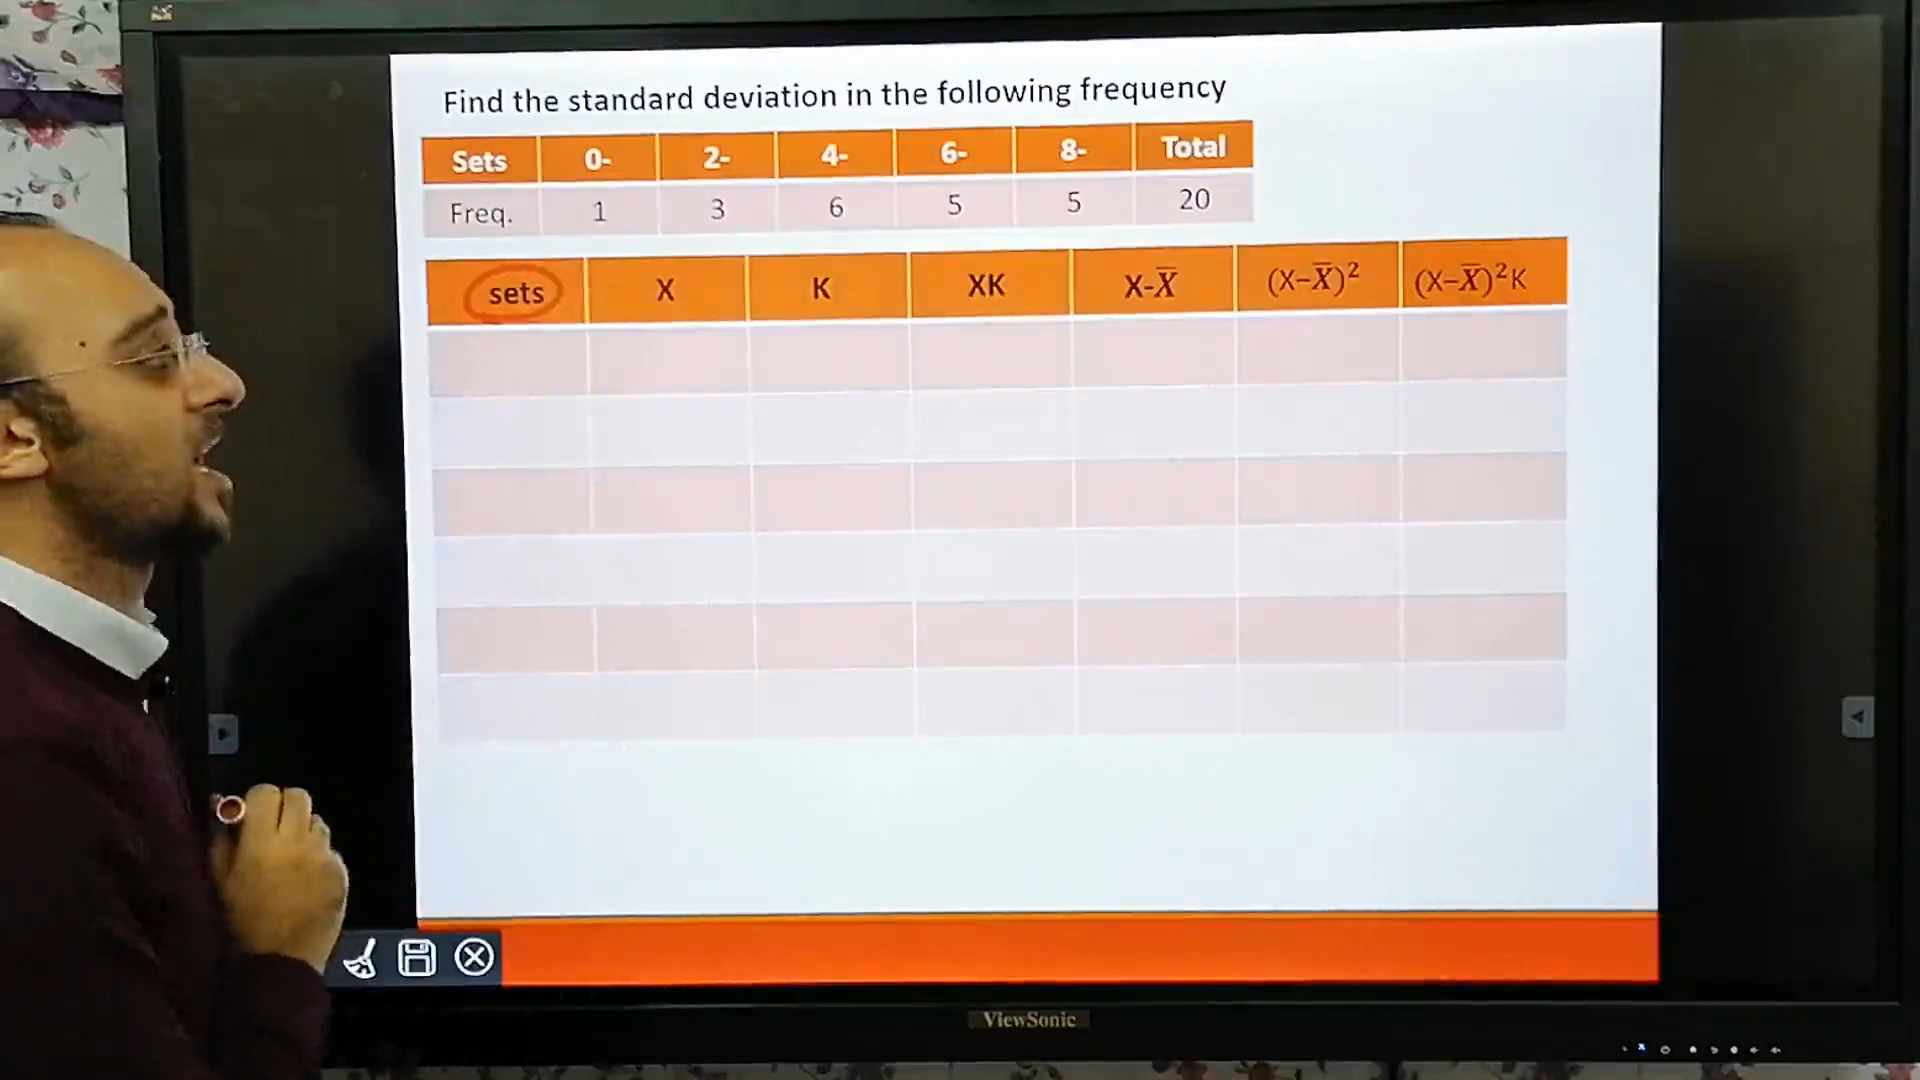 Find the standard deviation in the following frequency
Sets 0- 2- 4- 6- 8- Total
Freq. 1 3 6 5 5 20
sets X K XK X-X̄ (X-X̄)² (X-X̄)²K
ViewSonic